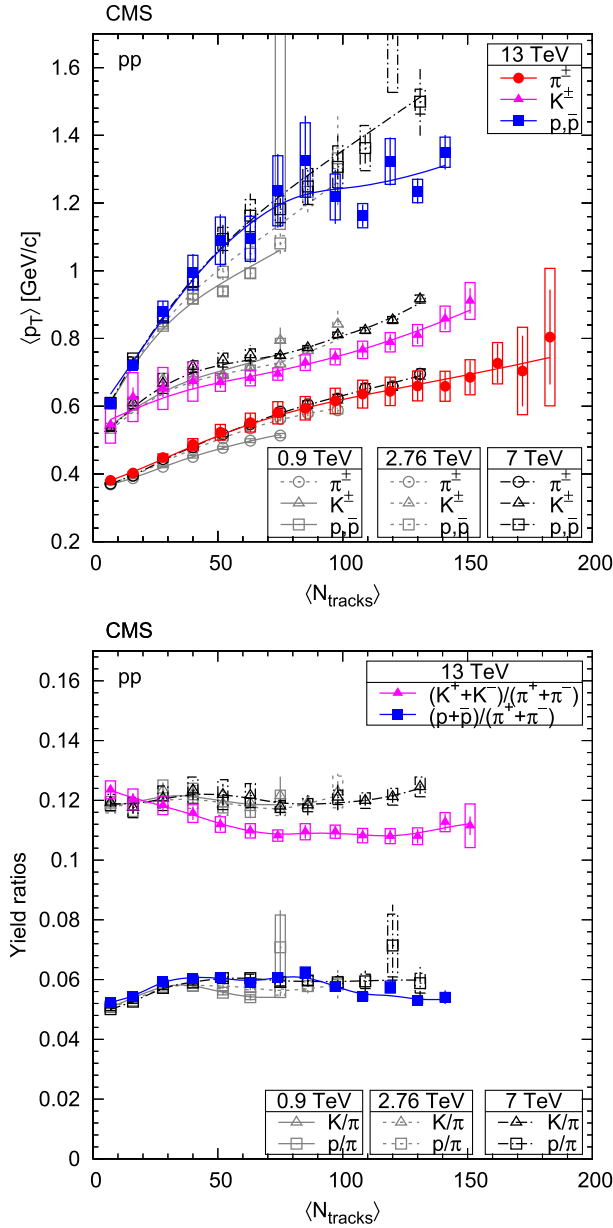 CMS
pp
13 TeV
π±
K±
p,p̄
⟨pT⟩ [GeV/c]
1.6
1.4
1.2
1
0.8
0.6
0.4
0.2
0.9 TeV 2.76 TeV 7 TeV
π± π± π±
K± K± K±
p,p̄ p,p̄ p,p̄
0 50 100 150 200
⟨Ntracks⟩
CMS
pp
13 TeV
(K⁺+K⁻)/(π⁺+π⁻)
(p+p̄)/(π⁺+π⁻)
Yield ratios
0.16
0.14
0.12
0.1
0.08
0.06
0.04
0.02
0
0.9 TeV 2.76 TeV 7 TeV
K/π K/π K/π
p/π p/π p/π
0 50 100 150 200
⟨Ntracks⟩